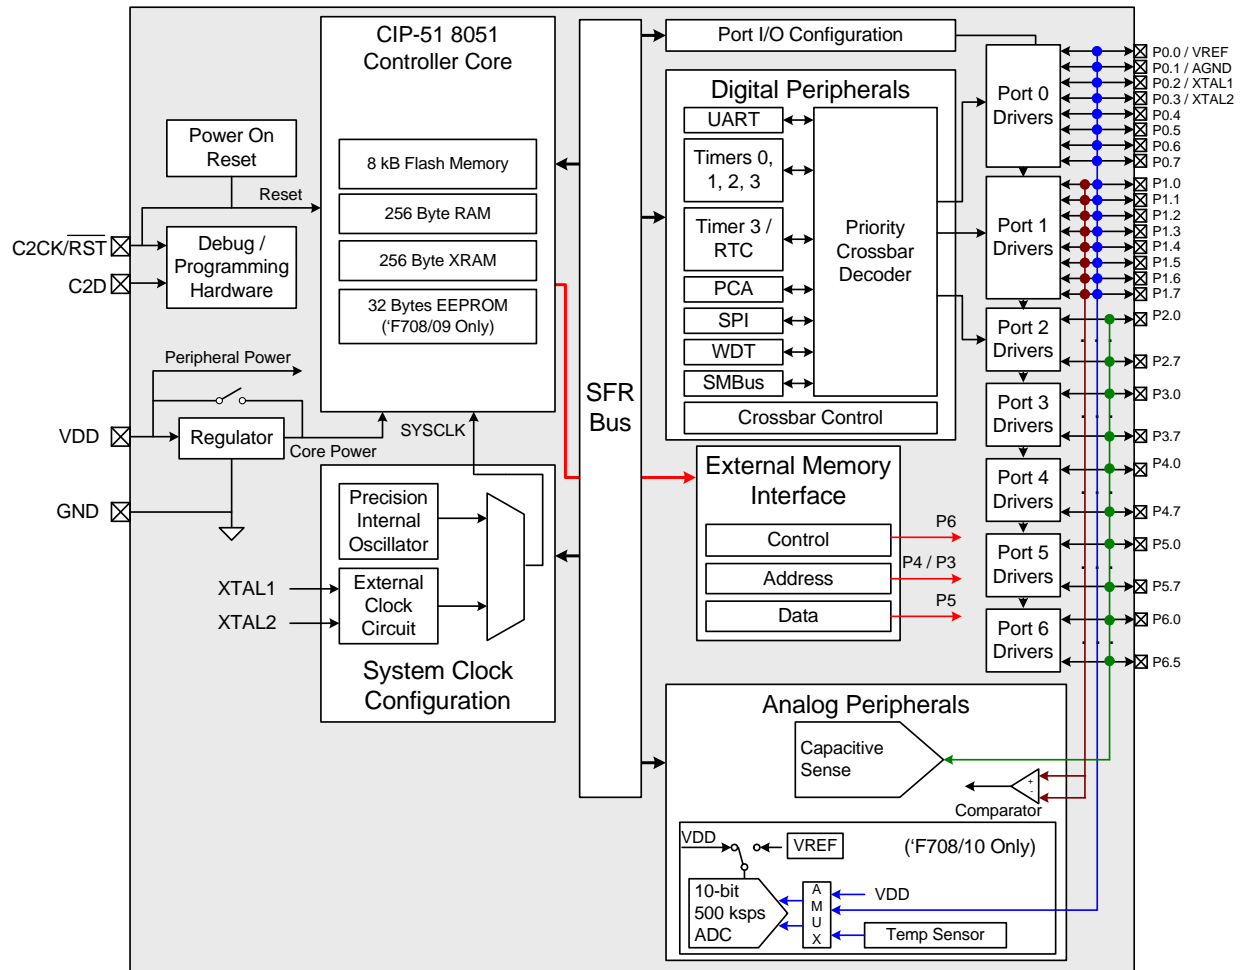 CIP-51 8051
Controller Core
8 kB Flash Memory
256 Byte RAM
256 Byte XRAM
32 Bytes EEPROM
(‘F708/09 Only)
Power On
Reset
Reset
Debug /
Programming
Hardware
C2CK/RST
C2D
Peripheral Power
VDD
Regulator
Core Power
GND
SYSCLK
Precision
Internal
Oscillator
External
Clock
Circuit
XTAL1
XTAL2
System Clock
Configuration
SFR
Bus
Port I/O Configuration
Digital Peripherals
UART
Timers 0,
1, 2, 3
Timer 3 /
RTC
PCA
SPI
WDT
SMBus
Priority
Crossbar
Decoder
Crossbar Control
External Memory
Interface
Control
Address
Data
P6
P4 / P3
P5
Port 0
Drivers
Port 1
Drivers
Port 2
Drivers
Port 3
Drivers
Port 4
Drivers
Port 5
Drivers
Port 6
Drivers
P0.0 / VREF
P0.1 / AGND
P0.2 / XTAL1
P0.3 / XTAL2
P0.4
P0.5
P0.6
P0.7
P1.0
P1.1
P1.2
P1.3
P1.4
P1.5
P1.6
P1.7
P2.0
P2.7
P3.0
P3.7
P4.0
P4.7
P5.0
P5.7
P6.0
P6.5
Analog Peripherals
Capacitive
Sense
+
-
Comparator
VDD
VREF
(‘F708/10 Only)
10-bit
500 ksps
ADC
A
M
U
X
VDD
Temp Sensor